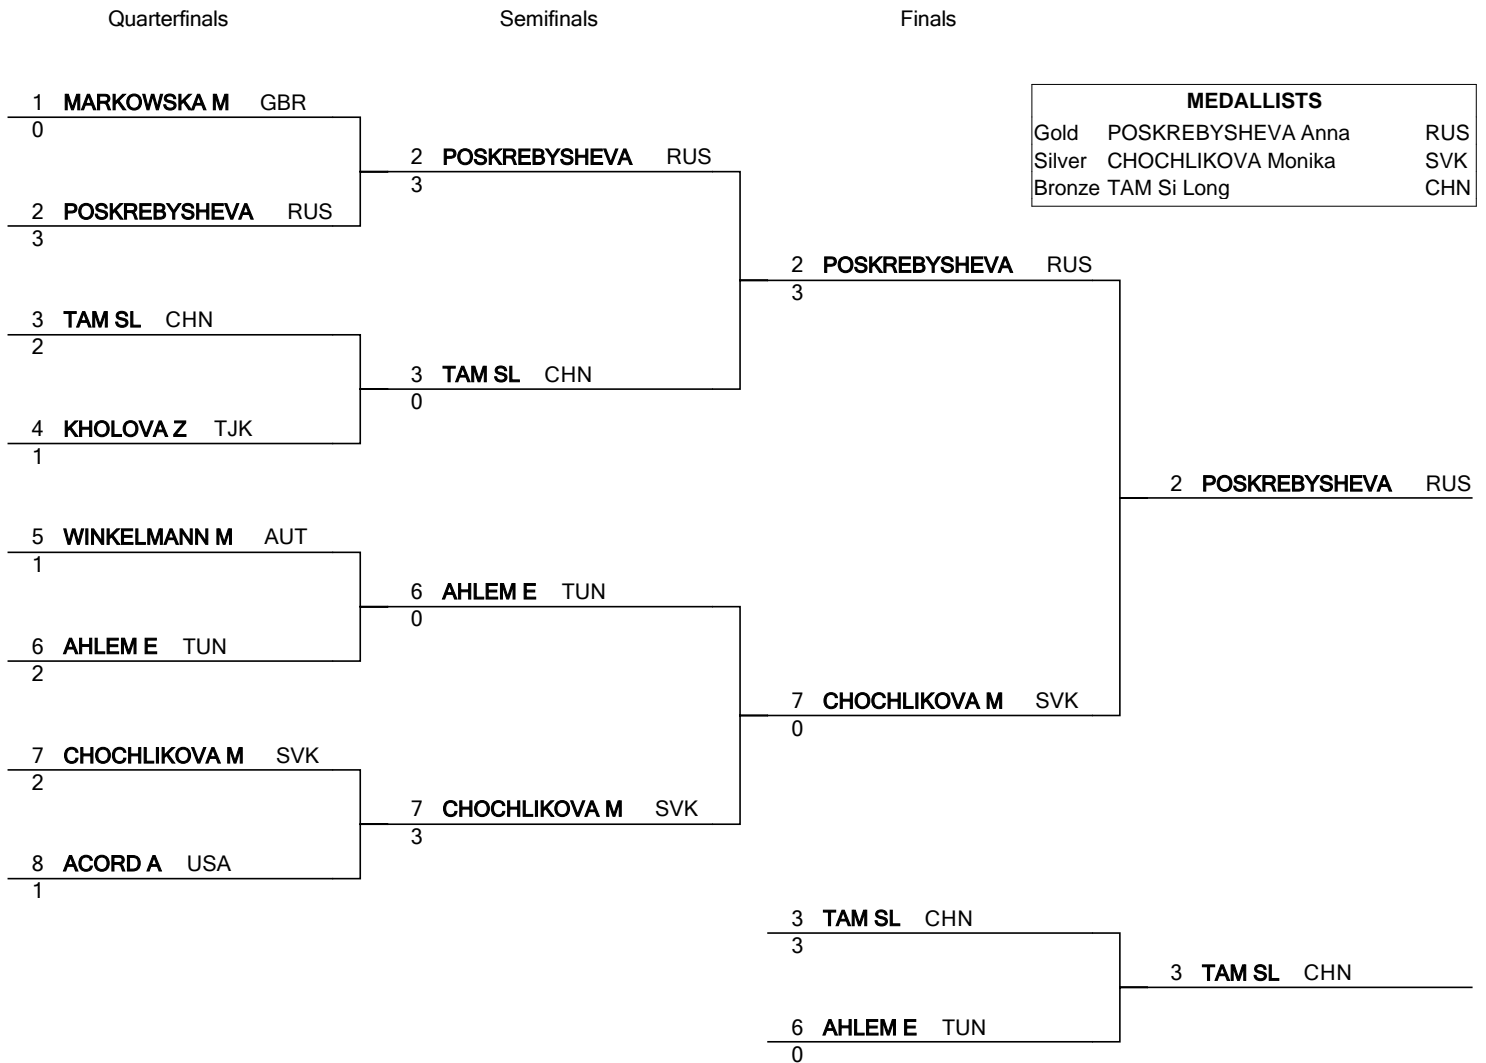 Quarterfinals Semifinals Finals
1 MARKOWSKA M GBR
0
2 POSKREBYSHEVA RUS
3
3 TAM SL CHN
2
4 KHOLOVA Z TJK
1
5 WINKELMANN M AUT
1
6 AHLEM E TUN
2
7 CHOCHLIKOVA M SVK
2
8 ACORD A USA
1
2 POSKREBYSHEVA RUS
3
3 TAM SL CHN
0
6 AHLEM E TUN
0
7 CHOCHLIKOVA M SVK
3
2 POSKREBYSHEVA RUS
3
7 CHOCHLIKOVA M SVK
0
3 TAM SL CHN
3
6 AHLEM E TUN
0
MEDALLISTS
Gold POSKREBYSHEVA Anna RUS
Silver CHOCHLIKOVA Monika SVK
Bronze TAM Si Long CHN
2 POSKREBYSHEVA RUS
3 TAM SL CHN